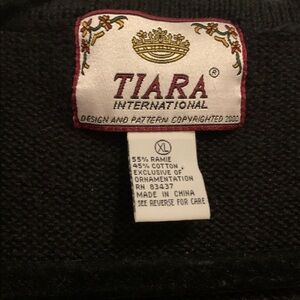 TIARA®
INTERNATIONAL
DESIGN AND PATTERN COPYRIGHTED 2000
XL
55% RAMIE
45% COTTON
EXCLUSIVE OF
ORNAMENTATION
RN 83437
MADE IN CHINA
SEE REVERSE FOR CARE